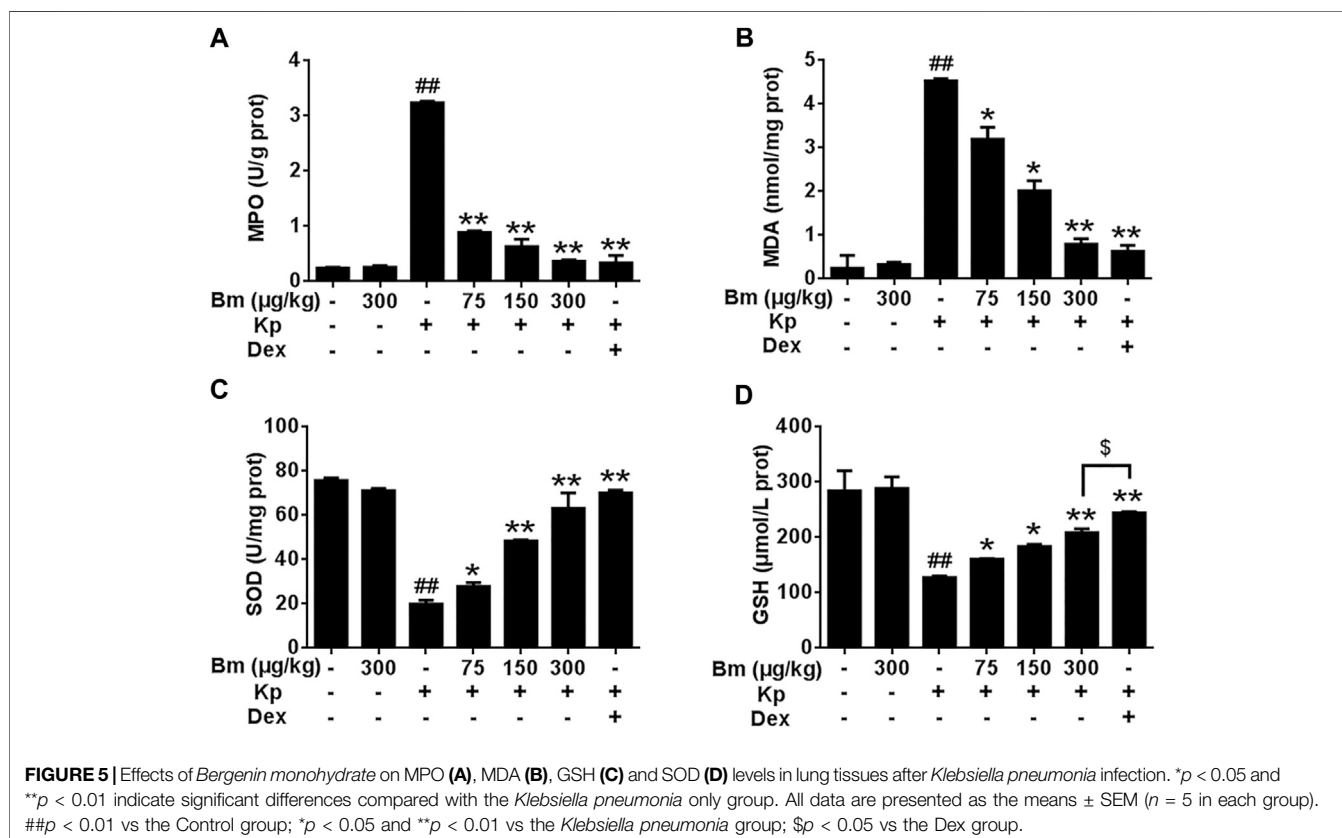 A
MPO (U/g prot)
4
3
2
1
0
##
**
**
**
**
Bm (µg/kg) - 300 - 75 150 300 -
Kp - - + + + + +
Dex - - - - - - +
B
MDA (nmol/mg prot)
5
4
3
2
1
0
##
*
*
**
**
Bm (µg/kg) - 300 - 75 150 300 -
Kp - - + + + + +
Dex - - - - - - +
C
SOD (U/mg prot)
100
80
60
40
20
0
##
*
**
**
**
Bm (µg/kg) - 300 - 75 150 300 -
Kp - - + + + + +
Dex - - - - - - +
D
GSH (µmol/L prot)
400
300
200
100
0
##
*
*
**
**
$
Bm (µg/kg) - 300 - 75 150 300 -
Kp - - + + + + +
Dex - - - - - - +
FIGURE 5 | Effects of Bergenin monohydrate on MPO (A), MDA (B), GSH (C) and SOD (D) levels in lung tissues after Klebsiella pneumonia infection. *p < 0.05 and
**p < 0.01 indicate significant differences compared with the Klebsiella pneumonia only group. All data are presented as the means ± SEM (n = 5 in each group).
##p < 0.01 vs the Control group; *p < 0.05 and **p < 0.01 vs the Klebsiella pneumonia group; $p < 0.05 vs the Dex group.